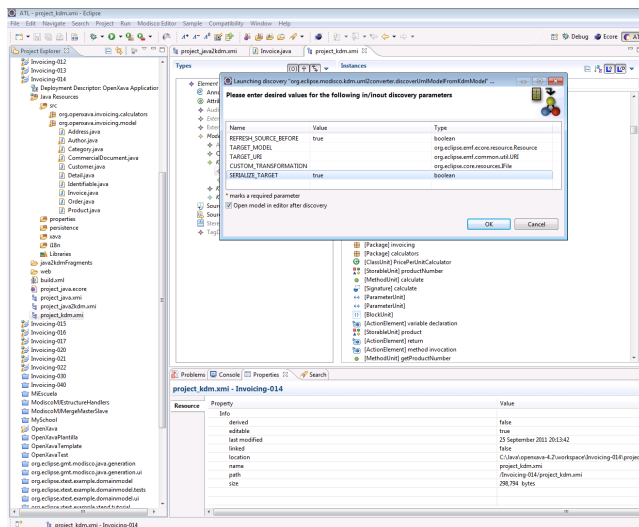 ATL - project_kdm.xmi - Eclipse
File Edit Navigate Search Project Run Modisco Editor Sample Compatibility Window Help
Debug Ecore
Project Explorer
project_java2kdm.xmi Invoice.java project_kdm.xmi
Invoicing-012
Invoicing-013
Invoicing-014
Deployment Descriptor: OpenXava Application
Java Resources
src
org.openxava.invoicing.calculators
org.openxava.invoicing.model
Address.java
Author.java
Category.java
CommercialDocument.java
Customer.java
Detail.java
Identifiable.java
Invoice.java
Order.java
Product.java
properties
persistence
xava
i18n
Libraries
java2kdmFragments
web
build.xml
project_java.ecore
project_java.xmi
project_java2kdm.xmi
project_kdm.xmi
Invoicing-015
Invoicing-016
Invoicing-017
Invoicing-020
Invoicing-021
Invoicing-022
Invoicing-030
Invoicing-040
MiEscuela
ModiscoMJEstructureHandlers
ModiscoMJMergeMasterSlave
MySchool
OpenXava
OpenXavaPlantilla
OpenXavaTemplate
OpenXavaTest
org.eclipse.gmt.modisco.java.generation
org.eclipse.gmt.modisco.java.generation.ui
org.eclipse.xtext.example.domainmodel
org.eclipse.xtext.example.domainmodel.tests
org.eclipse.xtext.example.domainmodel.ui
Types
Instances
Element
Launching discovery "org.eclipse.modisco.kdm.uml2converter.discoverUmlModelFromKdmModel" ...
Please enter desired values for the following in/inout discovery parameters
Name Value Type
REFRESH_SOURCE_BEFORE true boolean
TARGET_MODEL org.eclipse.emf.ecore.resource.Resource
TARGET_URI org.eclipse.emf.common.util.URI
CUSTOM_TRANSFORMATION org.eclipse.core.resources.IFile
SERIALIZE_TARGET true boolean
* marks a required parameter
Open model in editor after discovery
OK Cancel
[Package] invoicing
[Package] calculators
[ClassUnit] PricePerUnitCalculator
[StorableUnit] productNumber
[MethodUnit] calculate
[Signature] calculate
[ParameterUnit]
[ParameterUnit]
[BlockUnit]
[ActionElement] variable declaration
[StorableUnit] product
[ActionElement] return
[ActionElement] method invocation
[MethodUnit] getProductNumber
Problems Console Properties Search
project_kdm.xmi - Invoicing-014
Resource
Property Value
Info
derived false
editable true
last modified 25 September 2011 20:13:42
linked false
location C:\Java\openxava-4.2\workspace\Invoicing-014\projec
name project_kdm.xmi
path /Invoicing-014/project_kdm.xmi
size 298,794 bytes
project_kdm.xmi - Invoicing-014